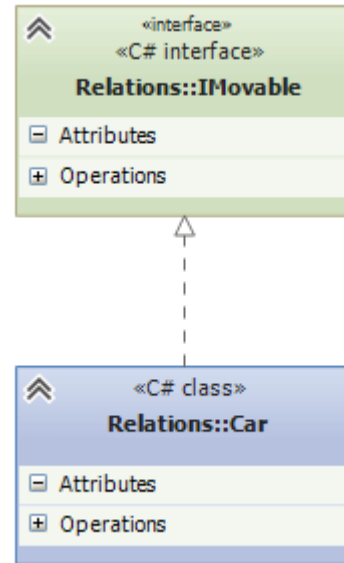 «interface»
«C# interface»
Relations::IMovable
Attributes
Operations
«C# class»
Relations::Car
Attributes
Operations